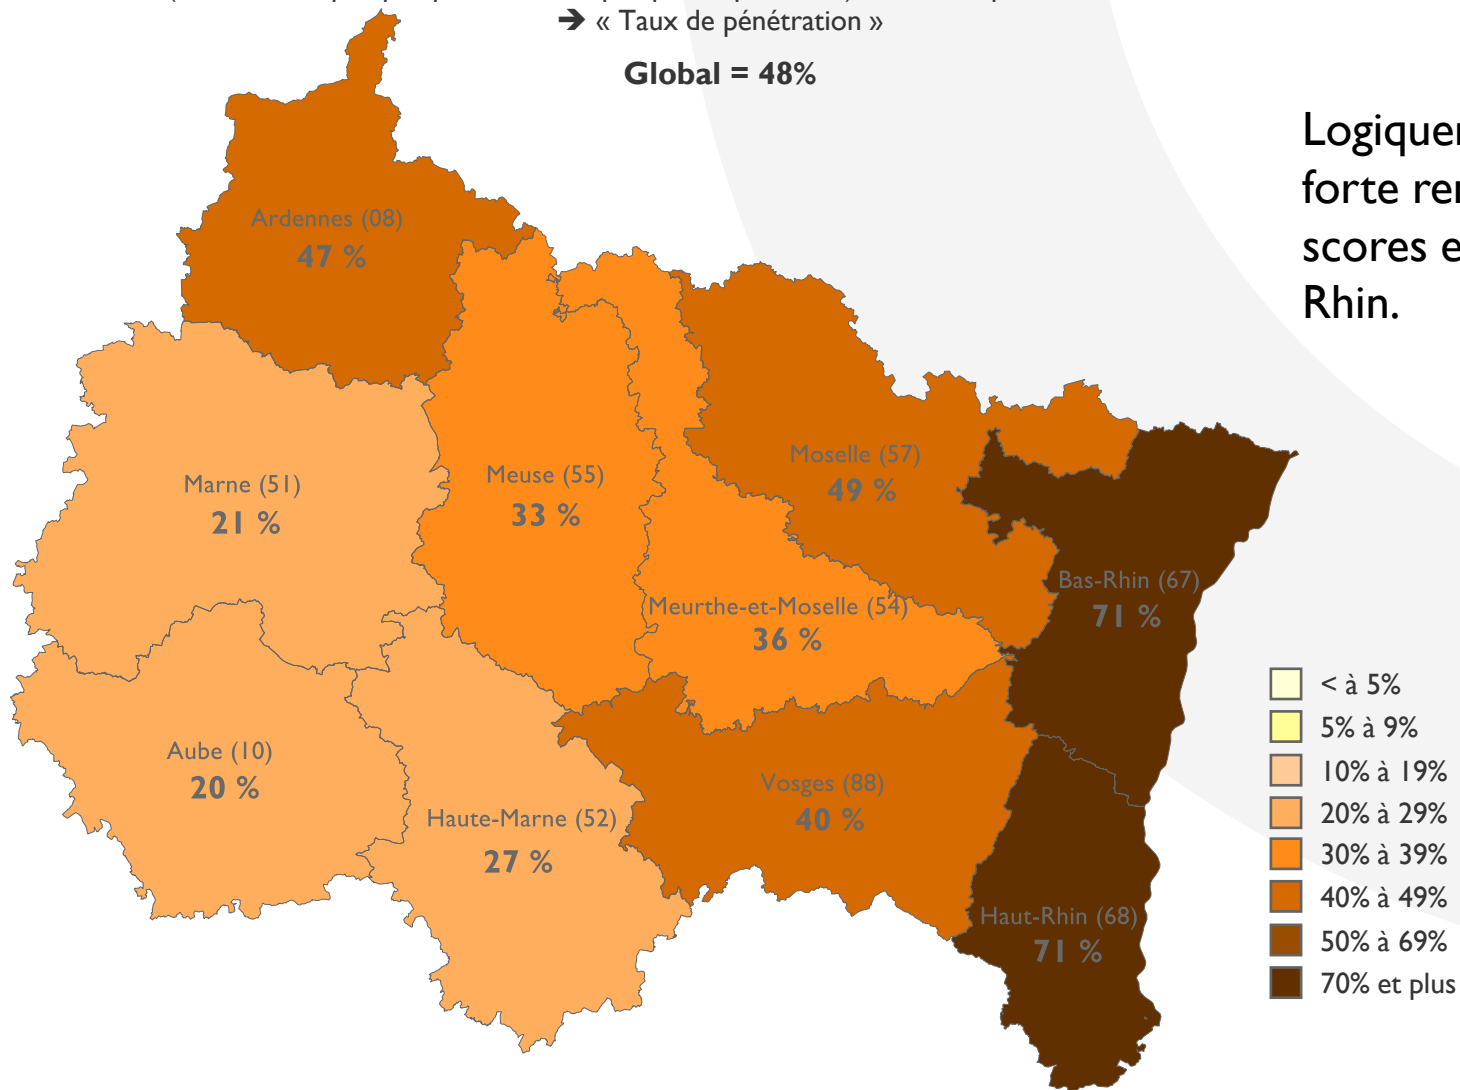 ➔ « Taux de pénétration »
Global = 48%
forte
scores
Rhin.
Ardennes (08)
47 %
Marne (51)
21 %
Meuse (55)
33 %
Moselle (57)
49 %
Bas-Rhin (67)
71 %
Meurthe-et-Moselle (54)
36 %
Aube (10)
20 %
Haute-Marne (52)
27 %
Vosges (88)
40 %
Haut-Rhin (68)
71 %
< à 5%
5% à 9%
10% à 19%
20% à 29%
30% à 39%
40% à 49%
50% à 69%
70% et plus